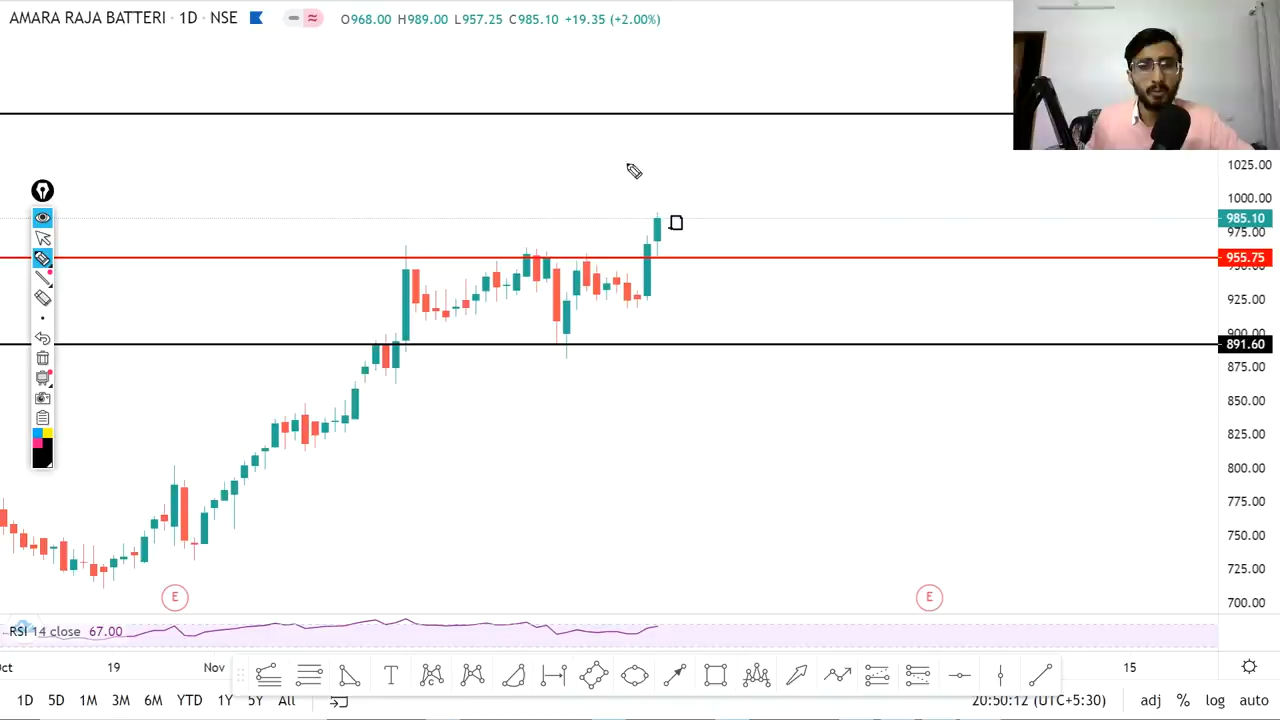 AMARA RAJA BATTERI · 1D · NSE O968.00 H989.00 L957.25 C985.10 +19.35 (+2.00%)
1025.00
1000.00
985.10
975.00
955.75
950.00
925.00
900.00
891.60
875.00
850.00
825.00
800.00
775.00
750.00
725.00
700.00
E E
RSI 14 close 67.00
Oct 19 Nov 15
T
1D 5D 1M 3M 6M YTD 1Y 5Y All 20:50:12 (UTC+5:30) adj % log auto